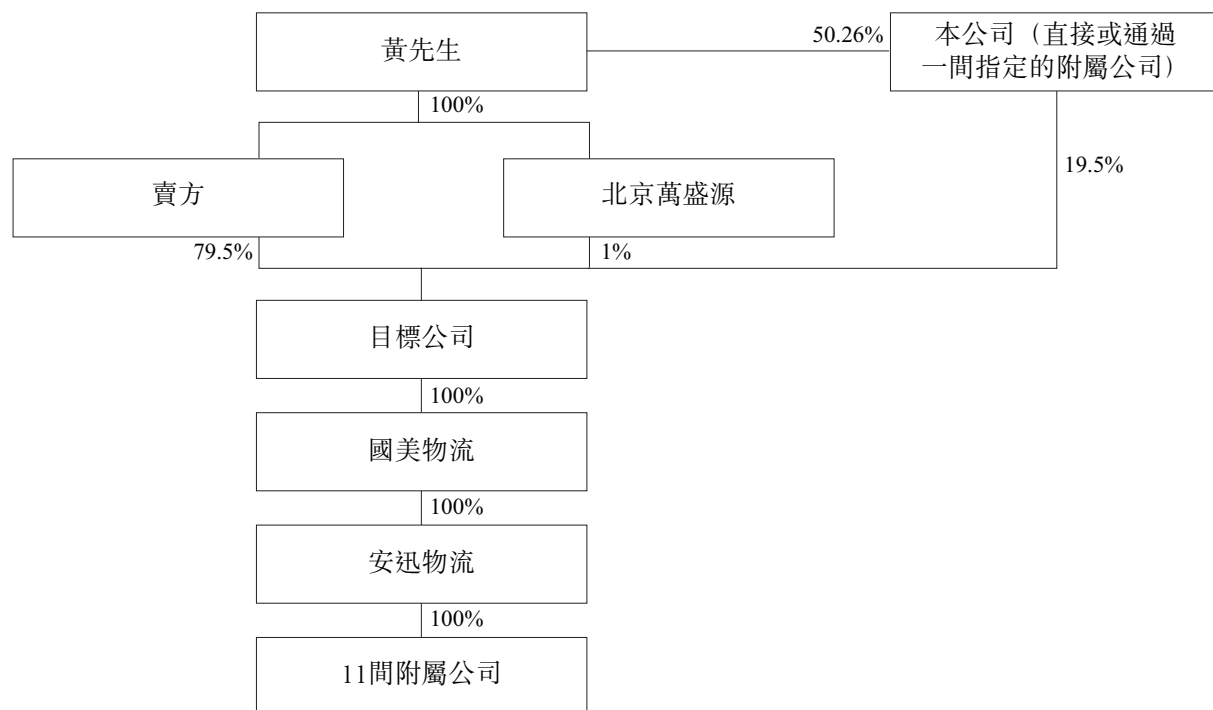 黃先生
50.26%
本公司（直接或通過
一間指定的附屬公司）
100%
賣方
北京萬盛源
19.5%
79.5%
1%
目標公司
100%
國美物流
100%
安迅物流
100%
11間附屬公司